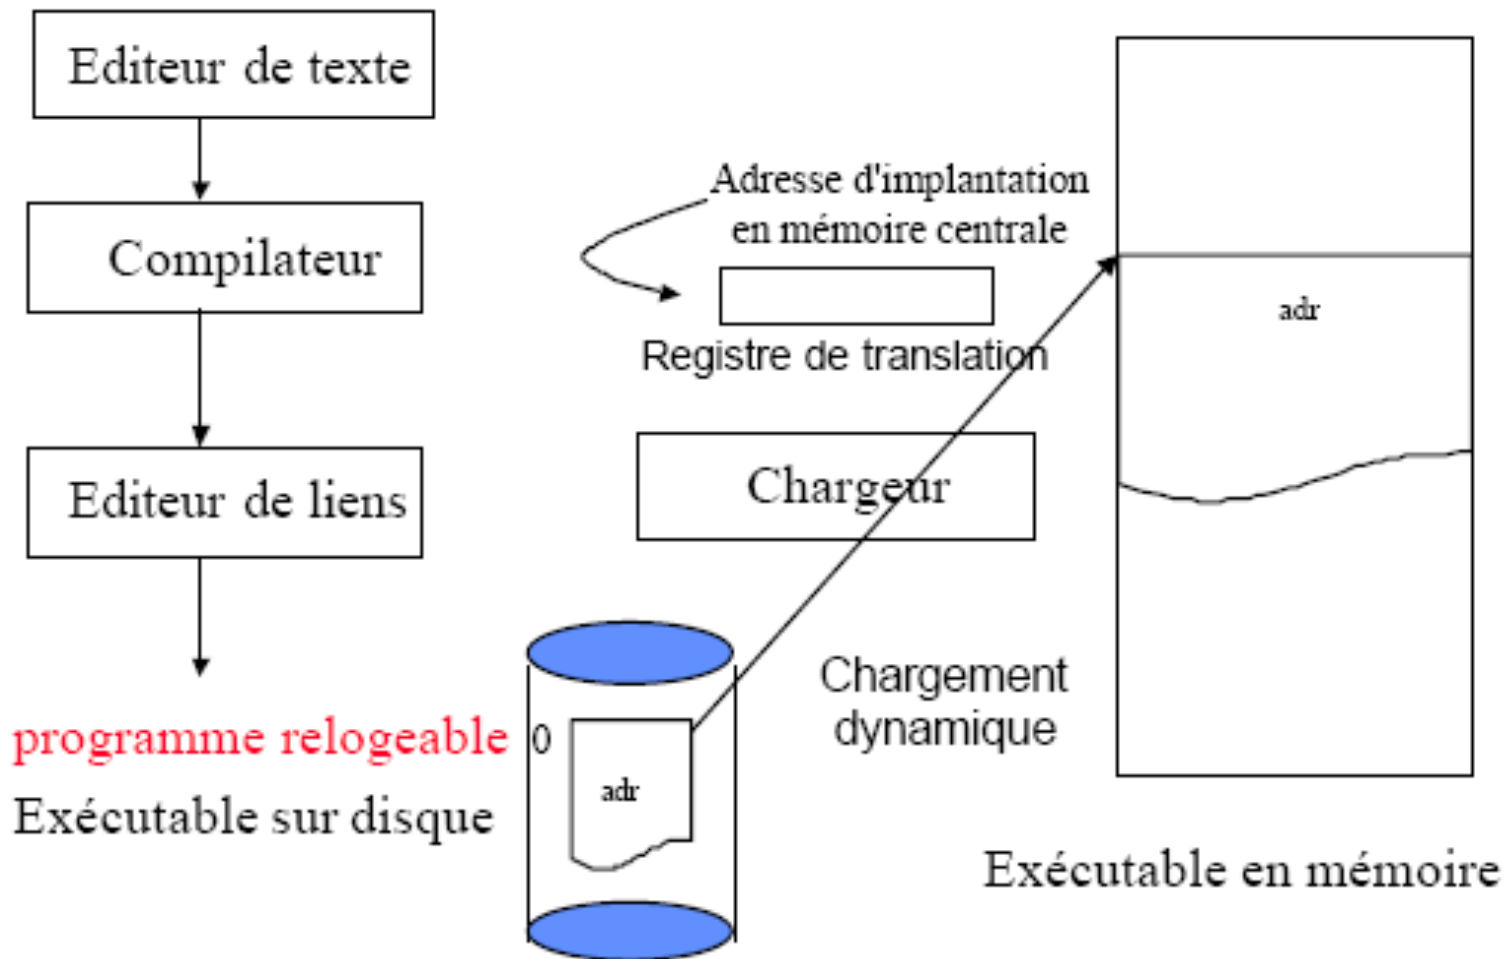 Editeur de texte
Compilateur
Editeur de liens
programme relogeable
Exécutable sur disque
0
adr
Adresse d'implantation
en mémoire centrale
Registre de translation
Chargeur
Chargement
dynamique
adr
Exécutable en mémoire